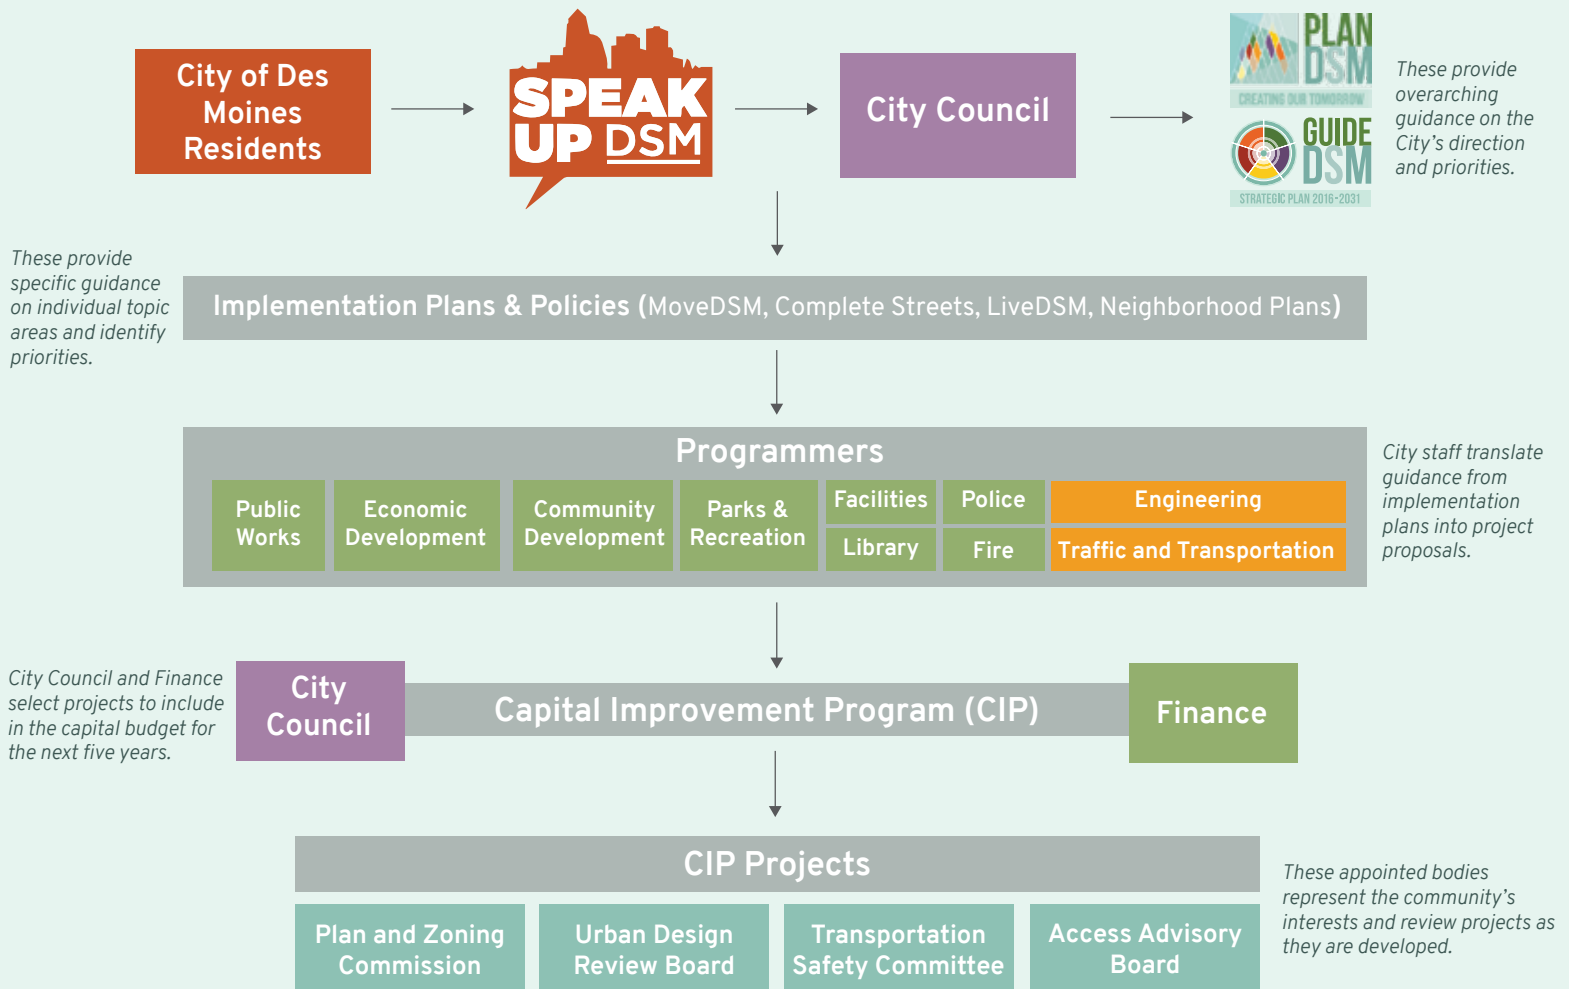 City of Des
Moines
Residents
SPEAK
UP DSM
City Council
PLAN
DSM
CREATING OUR TOMORROW
GUIDE
DSM
STRATEGIC PLAN 2016-2031
These provide
overarching
guidance on the
City's direction
and priorities.
These provide
specific guidance
on individual topic
areas and identify
priorities.
Implementation Plans & Policies (MoveDSM, Complete Streets, LiveDSM, Neighborhood Plans)
Programmers
Public
Works
Economic
Development
Community
Development
Parks &
Recreation
Facilities
Library
Police
Fire
Engineering
Traffic and Transportation
City staff translate
guidance from
implementation
plans into project
proposals.
City Council and Finance
select projects to include
in the capital budget for
the next five years.
City
Council
Capital Improvement Program (CIP)
Finance
CIP Projects
Plan and Zoning
Commission
Urban Design
Review Board
Transportation
Safety Committee
Access Advisory
Board
These appointed bodies
represent the community's
interests and review projects as
they are developed.